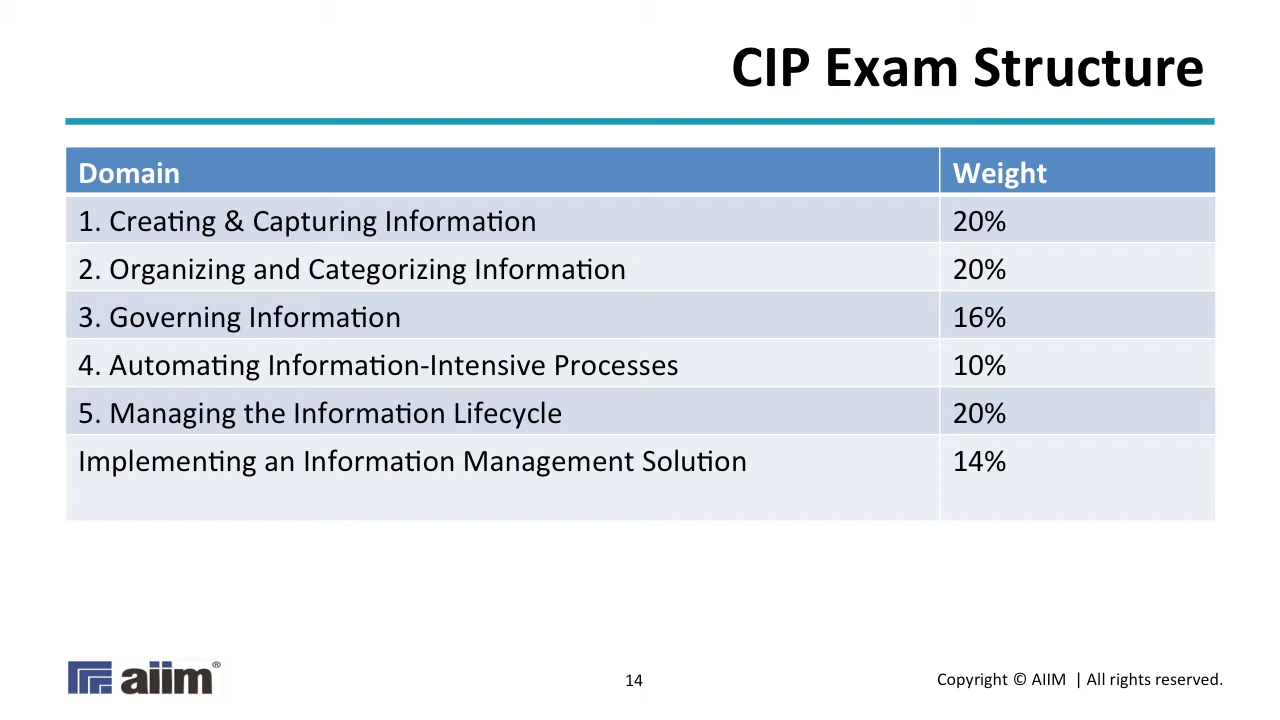 CIP Exam Structure
Domain Weight
1. Creating & Capturing Information 20%
2. Organizing and Categorizing Information 20%
3. Governing Information 16%
4. Automating Information-Intensive Processes 10%
5. Managing the Information Lifecycle 20%
Implementing an Information Management Solution 14%
aiim® 14 Copyright © AIIM | All rights reserved.